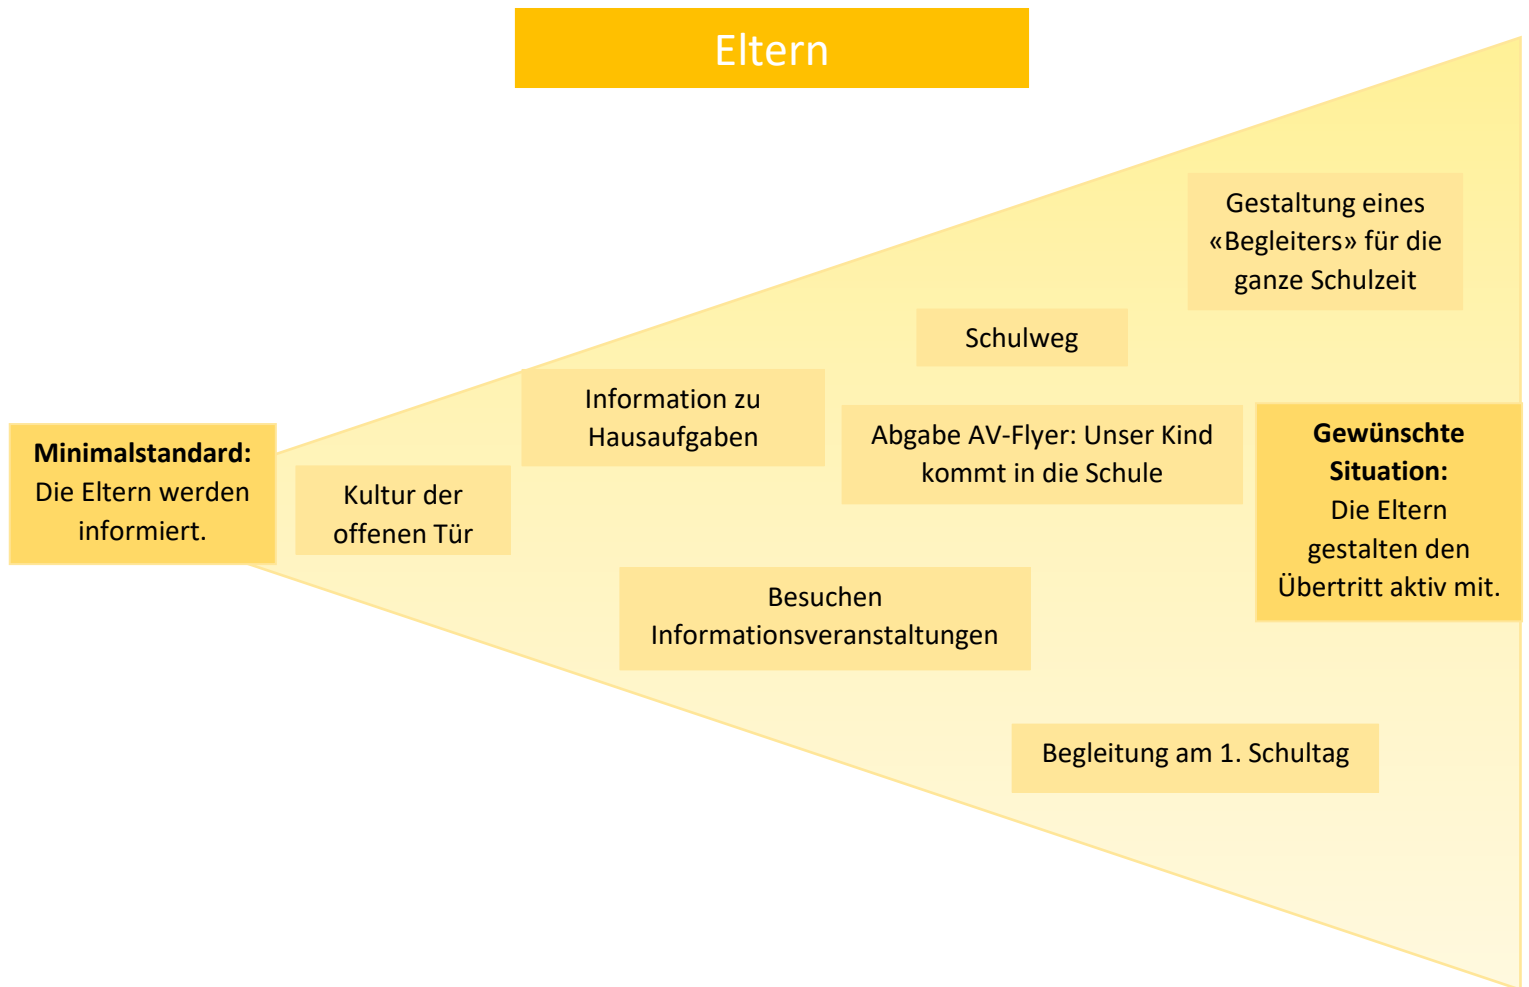 Eltern
Minimalstandard:
Die Eltern werden
informiert.
Kultur der
offenen Tür
Information zu
Hausaufgaben
Besuchen
Informationsveranstaltungen
Schulweg
Abgabe AV-Flyer: Unser Kind
kommt in die Schule
Begleitung am 1. Schultag
Gestaltung eines
«Begleiters» für die
ganze Schulzeit
Gewünschte
Situation:
Die Eltern
gestalten den
Übertritt aktiv mit.